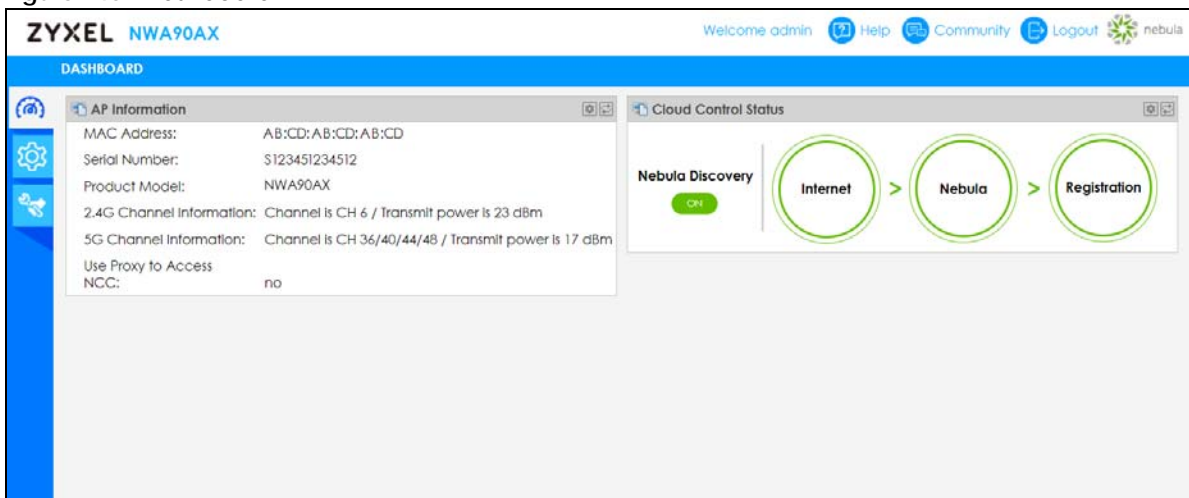 ZYXEL NWA90AX
Welcome admin Help Community Logout nebula
DASHBOARD
AP Information
MAC Address: AB:CD:AB:CD:AB:CD
Serial Number: S123451234512
Product Model: NWA90AX
2.4G Channel Information: Channel is CH 6 / Transmit power is 23 dBm
5G Channel Information: Channel is CH 36/40/44/48 / Transmit power is 17 dBm
Use Proxy to Access
NCC: no
Cloud Control Status
Nebula Discovery
ON
Internet > Nebula > Registration